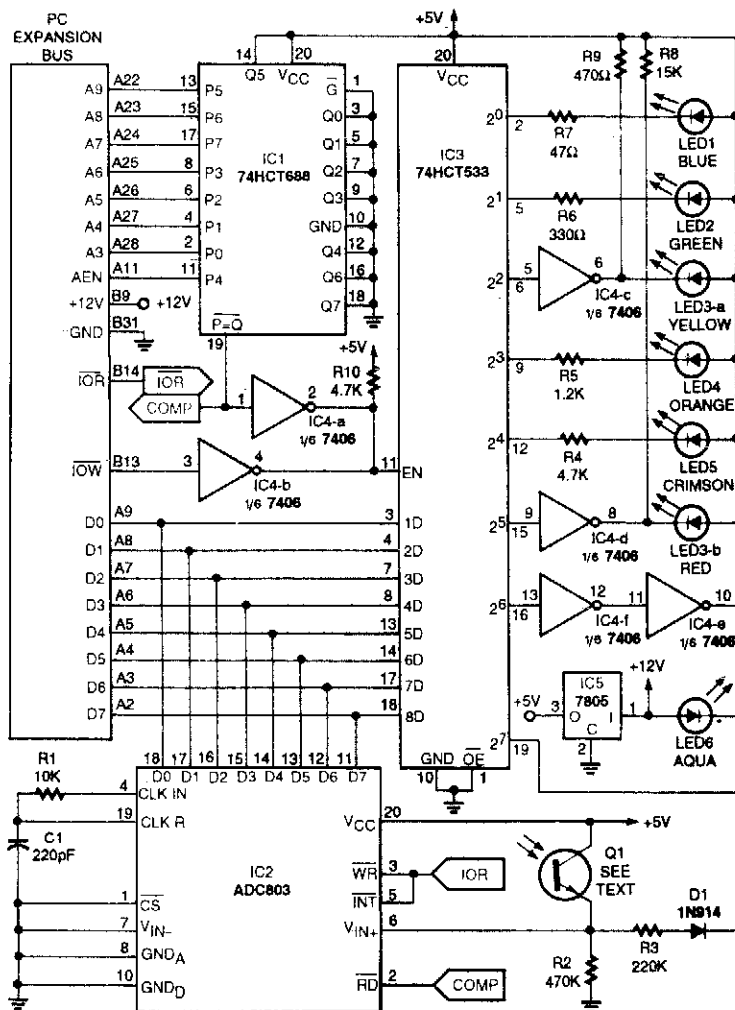 PC
EXPANSION
BUS
A9 A22
A8 A23
A7 A24
A6 A25
A5 A26
A4 A27
A3 A28
AEN A11
+12V B9 +12V
GND B31
IOR B14 IOR
COMP
IOW B13
D0 A9
D1 A8
D2 A7
D3 A6
D4 A5
D5 A4
D6 A3
D7 A2
14 20
Q5 VCC
13 P5
15 P6
17 P7
8 P3
6 P2
4 P1
2 P0
11 P4
IC1
74HCT688
G 1
Q0 3
Q1 5
Q2 7
Q3 9
GND 10
Q4 12
Q6 16
Q7 18
P=Q
19
+5V
R10
4.7K
1 2
IC4-a
1/6 7406
3 4
IC4-b
1/6 7406
+5V
20
VCC
IC3
74HCT533
11 EN
3 1D
4 2D
7 3D
8 4D
13 5D
14 6D
17 7D
18 8D
GND OE
10 1
2⁰ 2
2¹ 5
2² 6
2³ 9
2⁴ 12
2⁵ 15
2⁶ 16
2⁷ 19
R9
470Ω
R8
15K
R7
47Ω
LED1
BLUE
R6
330Ω
LED2
GREEN
5 6
IC4-c
1/6 7406
LED3-a
YELLOW
R5
1.2K
LED4
ORANGE
R4
4.7K
LED5
CRIMSON
9 8
IC4-d
1/6 7406
LED3-b
RED
13 12
IC4-f
1/6 7406
11 10
IC4-e
1/6 7406
+5V 3
IC5
7805
O I
C
2
1
+12V
LED6
AQUA
R1
10K
C1
220pF
18 17 16 15 14 13 12 11
D0 D1 D2 D3 D4 D5 D6 D7
4 CLK IN
19 CLK R
1 CS
7 VIN-
8 GNDA
10 GNDD
IC2
ADC803
VCC 20
+5V
WR 3
IOR
INT 5
VIN+ 6
RD 2
COMP
Q1
SEE
TEXT
R2
470K
R3
220K
D1
1N914